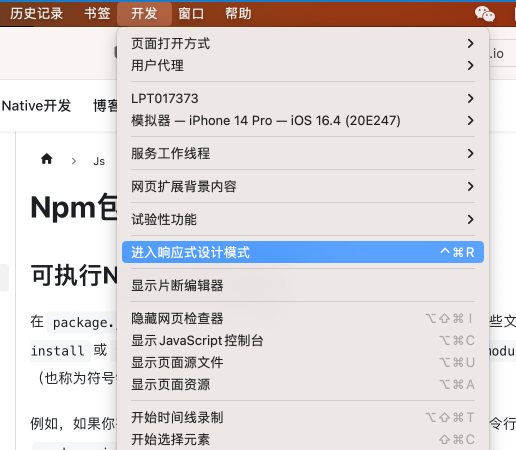 历史记录 书签 开发 窗口 帮助
页面打开方式
.io
用户代理
Native开发 博客
LPT017373
模拟器 — iPhone 14 Pro — iOS 16.4 (20E247)
服务工作线程
Js
网页扩展背景内容
Npm包
试验性功能
进入响应式设计模式 ⌃⌘R
可执行N
显示片断编辑器
在 package. 些文
隐藏网页检查器 ⌥⇧⌘I
显示JavaScript控制台 ⌥⌘C
install 或 modu
显示页面源文件 ⌥⌘U
（也称为符号
显示页面资源 ⌥⌘A
开始时间线录制 ⌥⇧⌘T
例如，如果你 令行
开始选择元素 ⇧⌘C